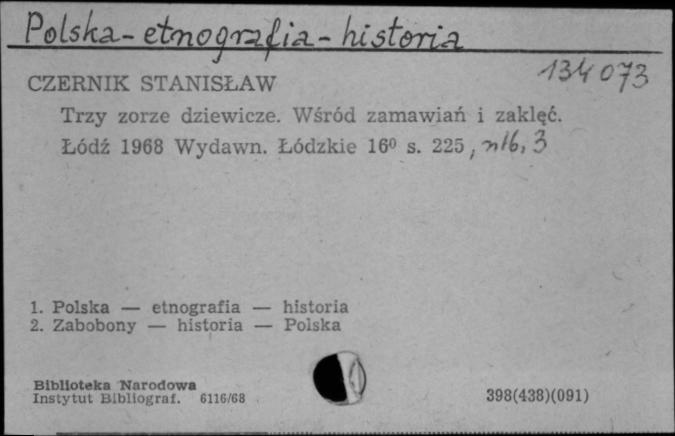 Polska - etnografia - historia
134 073
CZERNIK STANISŁAW
Trzy zorze dziewicze. Wśród zamawiań i zaklęć.
Łódź 1968 Wydawn. Łódzkie 16⁰ s. 225, nlb, 3
1. Polska — etnografia — historia
2. Zabobony — historia — Polska
Biblioteka Narodowa
Instytut Bibliograf. 6116/68
398(438)(091)